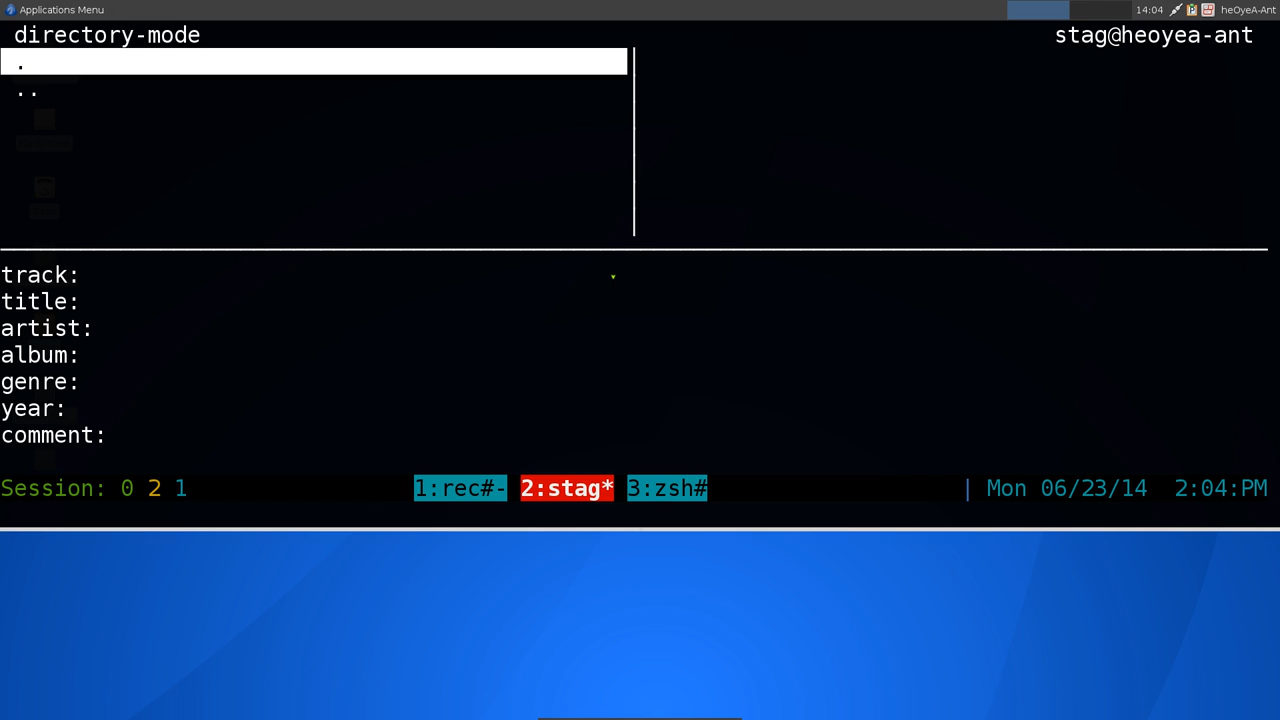 Applications Menu 14:04 heOyeA-Ant
directory-mode stag@heoyea-ant
.
..
track:
title:
artist:
album:
genre:
year:
comment:
Session: 0 2 1 1:rec#- 2:stag* 3:zsh# | Mon 06/23/14 2:04:PM